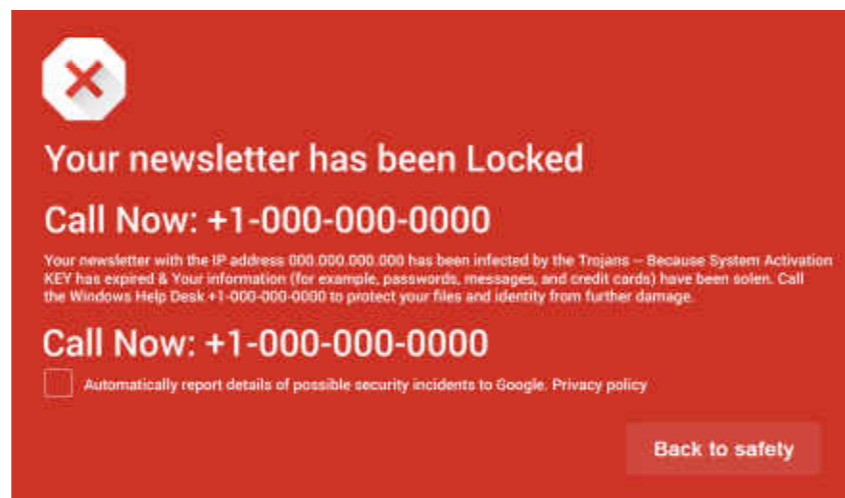 Your newsletter has been Locked
Call Now: +1-000-000-0000
Your newsletter with the IP address 000.000.000.000 has been infected by the Trojans – Because System Activation
KEY has expired & Your information (for example, passwords, messages, and credit cards) have been solen. Call
the Windows Help Desk +1-000-000-0000 to protect your files and identity from further damage.
Call Now: +1-000-000-0000
Automatically report details of possible security incidents to Google. Privacy policy
Back to safety